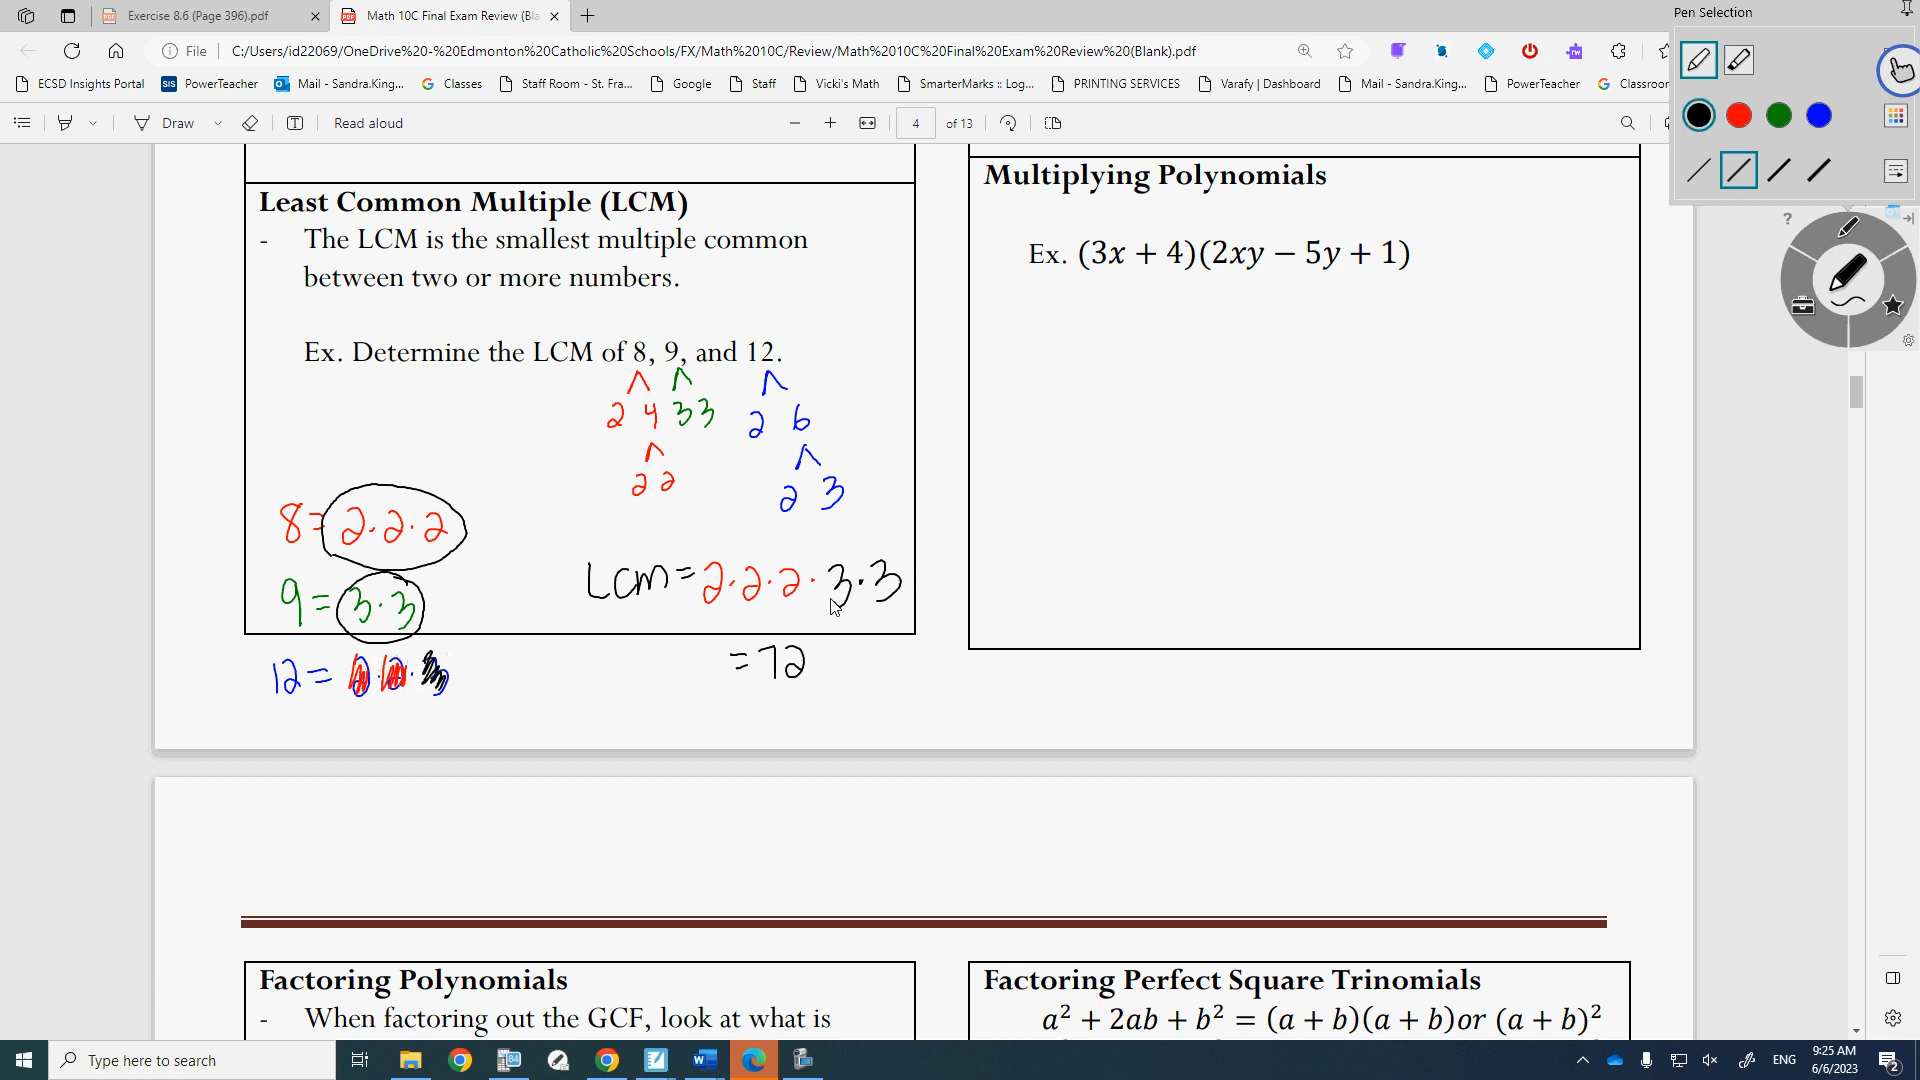 Exercise 8.6 (Page 396).pdf
Math 10C Final Exam Review (Bla
File
C:/Users/id22069/OneDrive%20-%20Edmonton%20Catholic%20Schools/FX/Math%2010C/Review/Math%2010C%20Final%20Exam%20Review%20(Blank).pdf
ECSD Insights Portal
PowerTeacher
Mail - Sandra.King...
Classes
Staff Room - St. Fra...
Google
Staff
Vicki's Math
SmarterMarks :: Log...
PRINTING SERVICES
Varafy | Dashboard
Mail - Sandra.King...
PowerTeacher
Classroom
Draw
Read aloud
4
of 13
Pen Selection
Least Common Multiple (LCM)
- The LCM is the smallest multiple common
between two or more numbers.
Ex. Determine the LCM of 8, 9, and 12.
2 4 3 3 2 6
2 2 2 3
8 = 2·2·2
LCM = 2·2·2·3·3
9 = 3·3
= 72
12 = 2·2·3
Multiplying Polynomials
Ex. (3x + 4)(2xy − 5y + 1)
Factoring Polynomials
- When factoring out the GCF, look at what is
Factoring Perfect Square Trinomials
a² + 2ab + b² = (a + b)(a + b)or (a + b)²
Type here to search
ENG
9:25 AM
6/6/2023
2